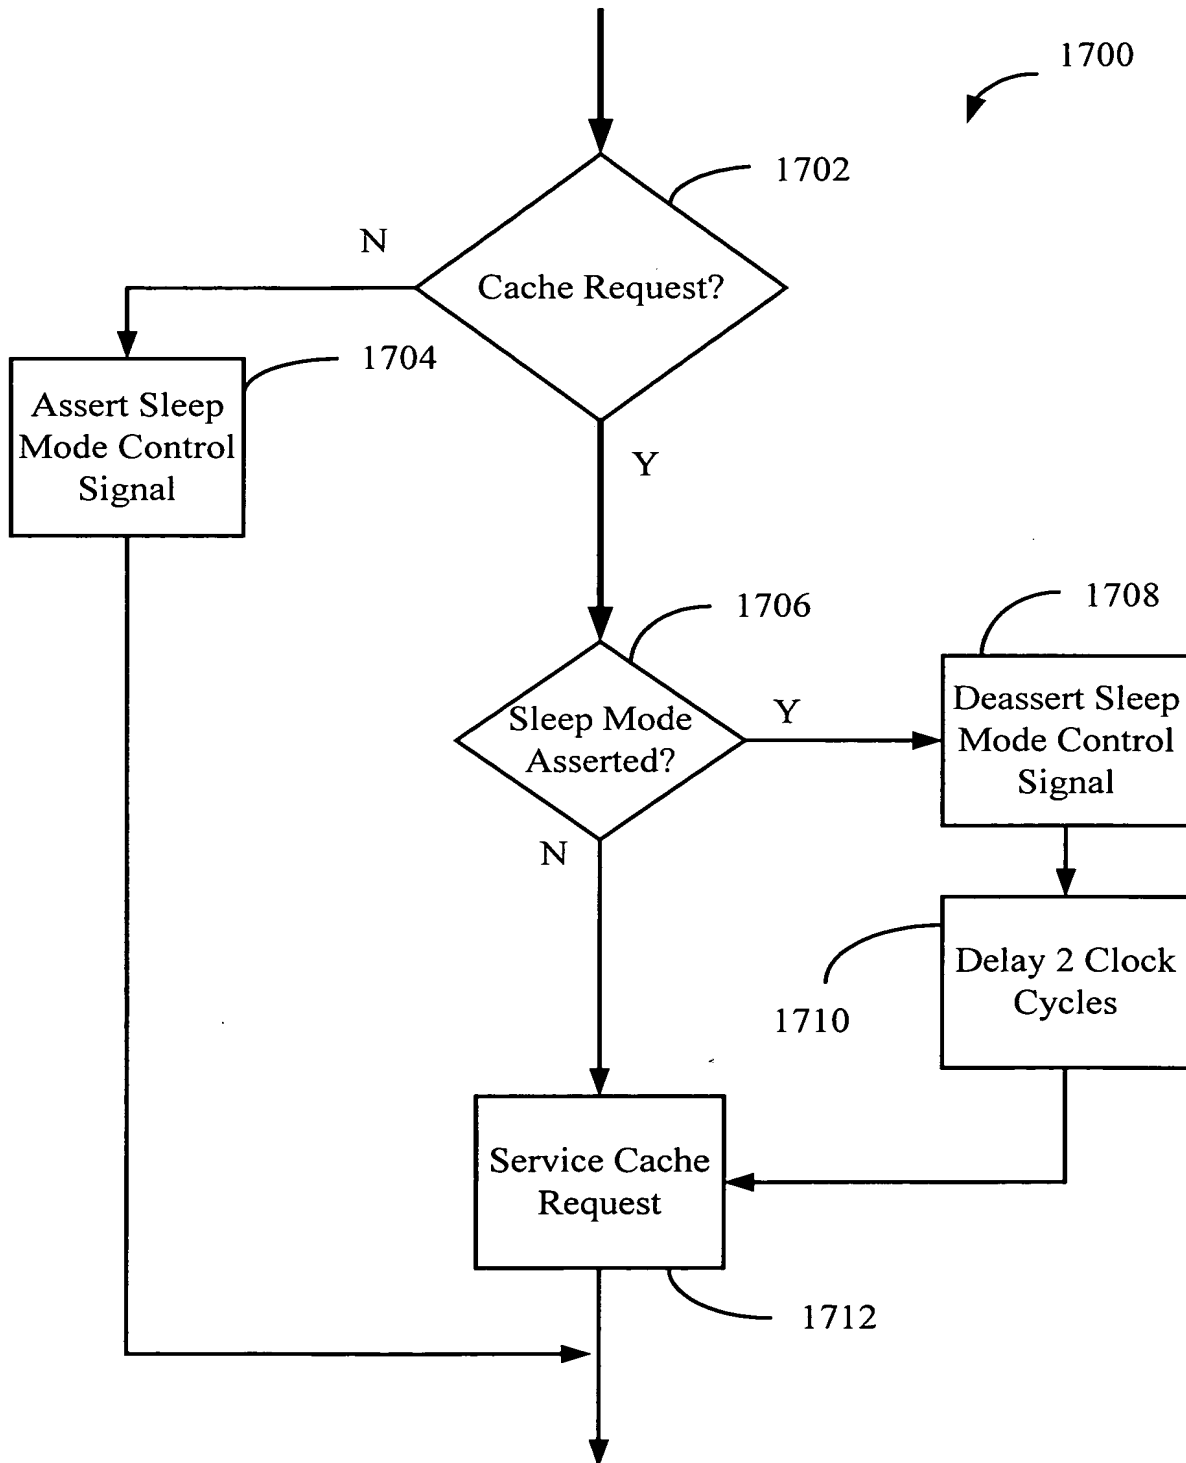 1700
1702
N
Cache Request?
1704
Assert Sleep
Mode Control
Signal
Y
1706
1708
Sleep Mode
Asserted?
Y
Deassert Sleep
Mode Control
Signal
N
Delay 2 Clock
Cycles
1710
Service Cache
Request
1712